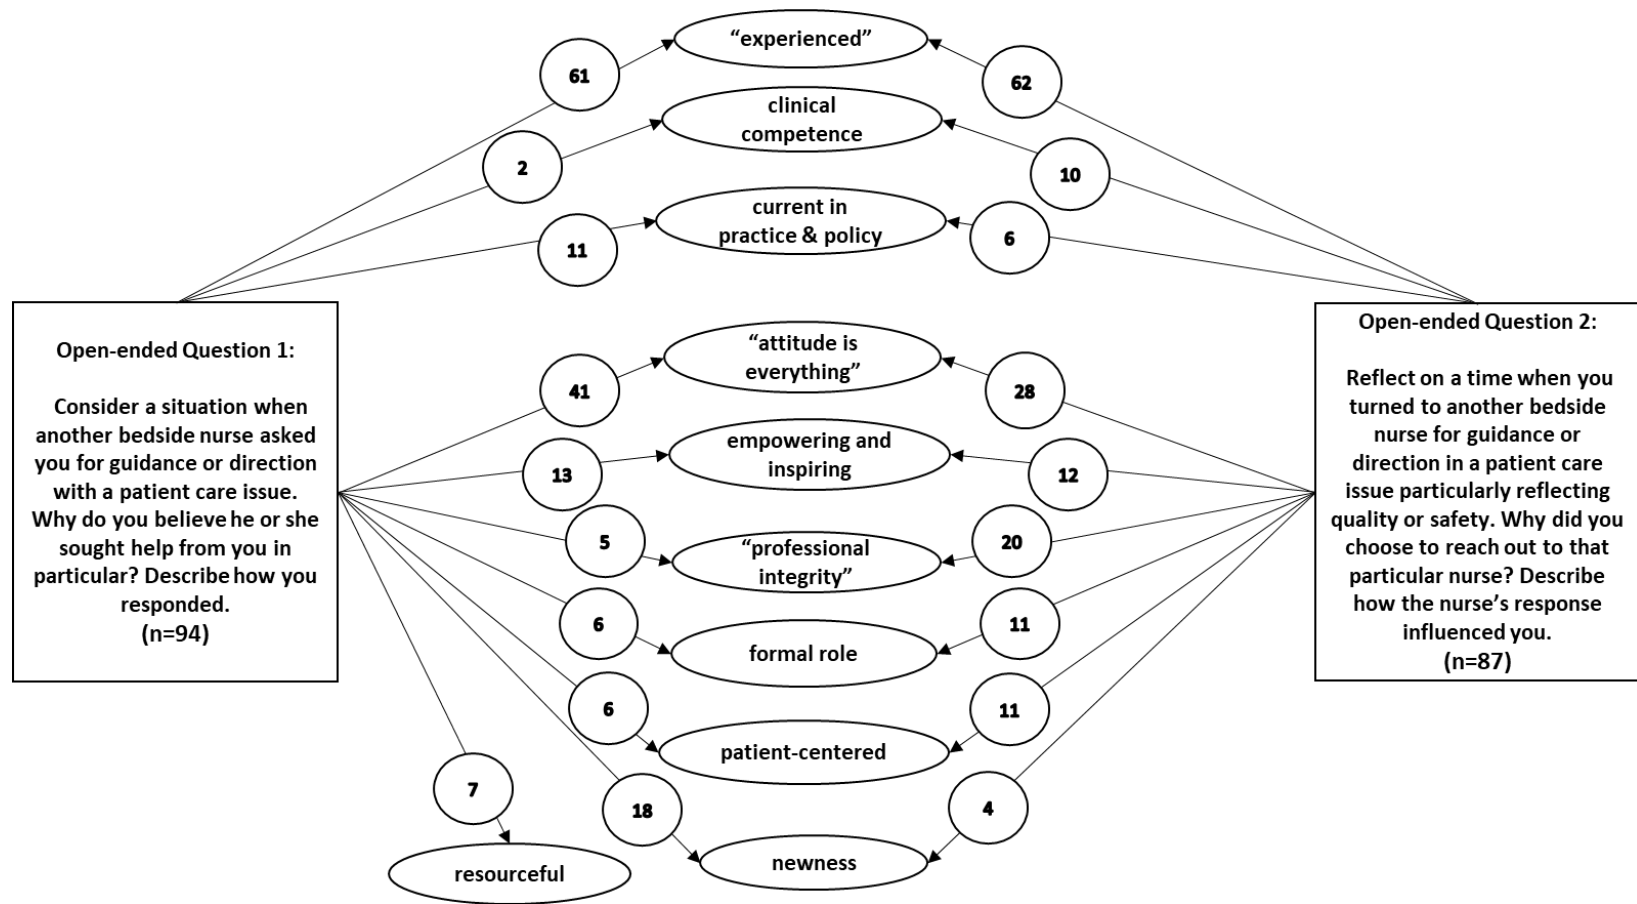 “experienced”
61
62
clinical
competence
2
10
current in
practice & policy
11
6
Open-ended Question 1:
Consider a situation when
another bedside nurse asked
you for guidance or direction
with a patient care issue.
Why do you believe he or she
sought help from you in
particular? Describe how you
responded.
(n=94)
“attitude is
everything”
41
28
empowering and
inspiring
13
12
“professional
integrity”
5
20
formal role
6
11
patient-centered
6
11
newness
18
4
7
resourceful
Open-ended Question 2:
Reflect on a time when you
turned to another bedside
nurse for guidance or
direction in a patient care
issue particularly reflecting
quality or safety. Why did you
choose to reach out to that
particular nurse? Describe
how the nurse’s response
influenced you.
(n=87)